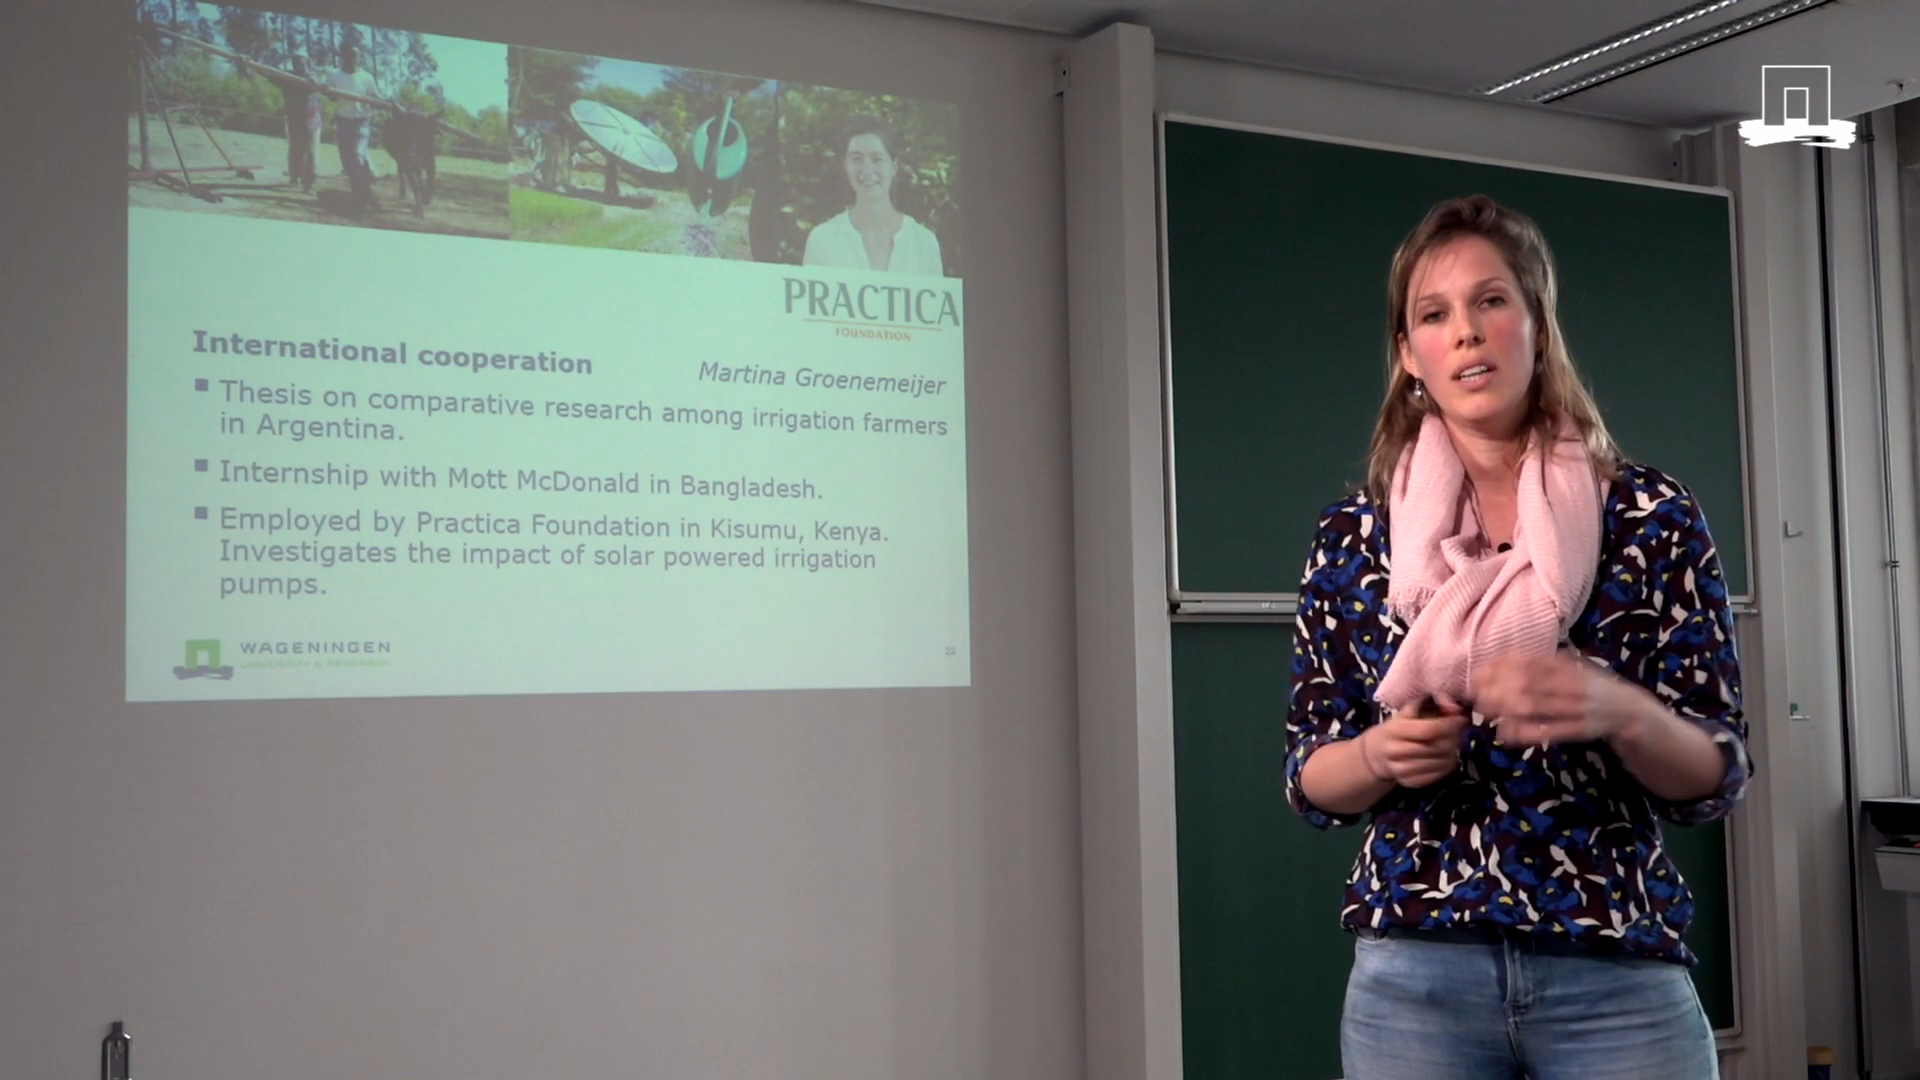 PRACTICA
FOUNDATION
International cooperation
Martina Groenemeijer
▪ Thesis on comparative research among irrigation farmers
in Argentina.
▪ Internship with Mott McDonald in Bangladesh.
▪ Employed by Practica Foundation in Kisumu, Kenya.
Investigates the impact of solar powered irrigation
pumps.
WAGENINGEN
UNIVERSITY & RESEARCH
22